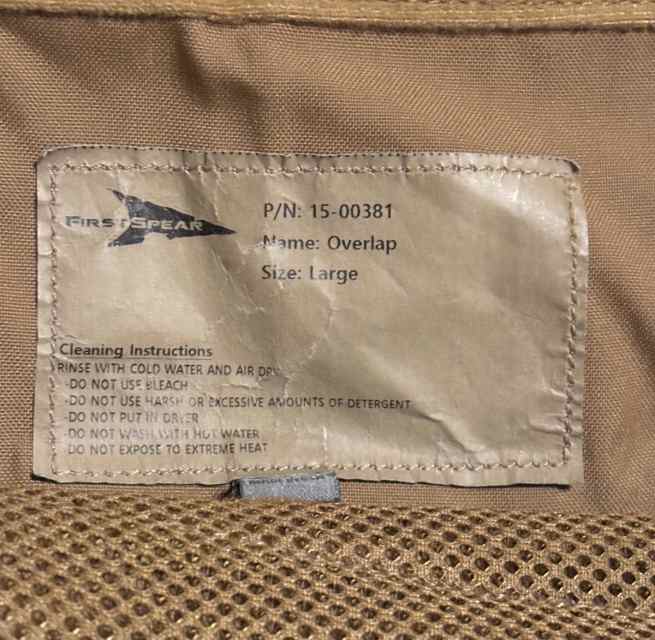 FIRSTSPEAR
P/N: 15-00381
Name: Overlap
Size: Large
Cleaning Instructions
RINSE WITH COLD WATER AND AIR DRY
-DO NOT USE BLEACH
-DO NOT USE HARSH OR EXCESSIVE AMOUNTS OF DETERGENT
-DO NOT PUT IN DRYER
-DO NOT WASH WITH HOT WATER
-DO NOT EXPOSE TO EXTREME HEAT